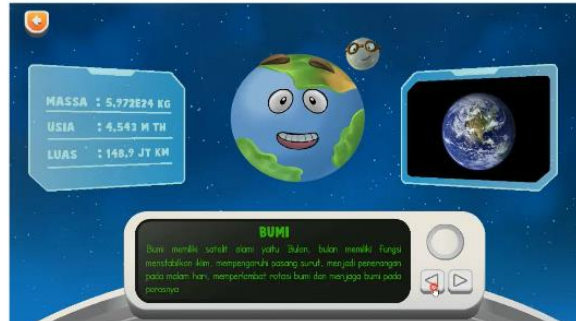 MASSA : 5,972E24 KG
USIA : 4,543 M TH
LUAS : 148,9 JT KM
BUMI
Bumi memiliki satelit alami yaitu Bulan, bulan memiliki fungsi
menstabilkan iklim, mempengaruhi pasang surut, menjadi penerangan
pada malam hari, memperlambat rotasi bumi dan menjaga bumi pada
porosnya